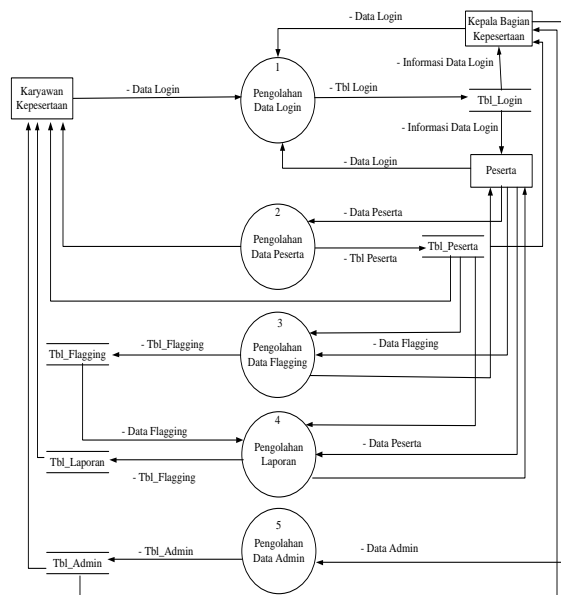 - Data Login
Kepala Bagian
Kepesertaan
1
Pengolahan
Data Login
- Informasi Data Login
Karyawan
Kepesertaan
- Data Login
- Tbl Login
Tbl_Login
- Informasi Data Login
- Data Login
Peserta
2
Pengolahan
Data Peserta
- Data Peserta
- Tbl Peserta
Tbl_Peserta
3
Pengolahan
Data Flagging
- Tbl_Flagging
Tbl_Flagging
- Data Flagging
4
Pengolahan
Laporan
- Data Flagging
- Data Peserta
Tbl_Laporan
- Tbl_Flagging
5
Pengolahan
Data Admin
- Tbl_Admin
Tbl_Admin
- Data Admin